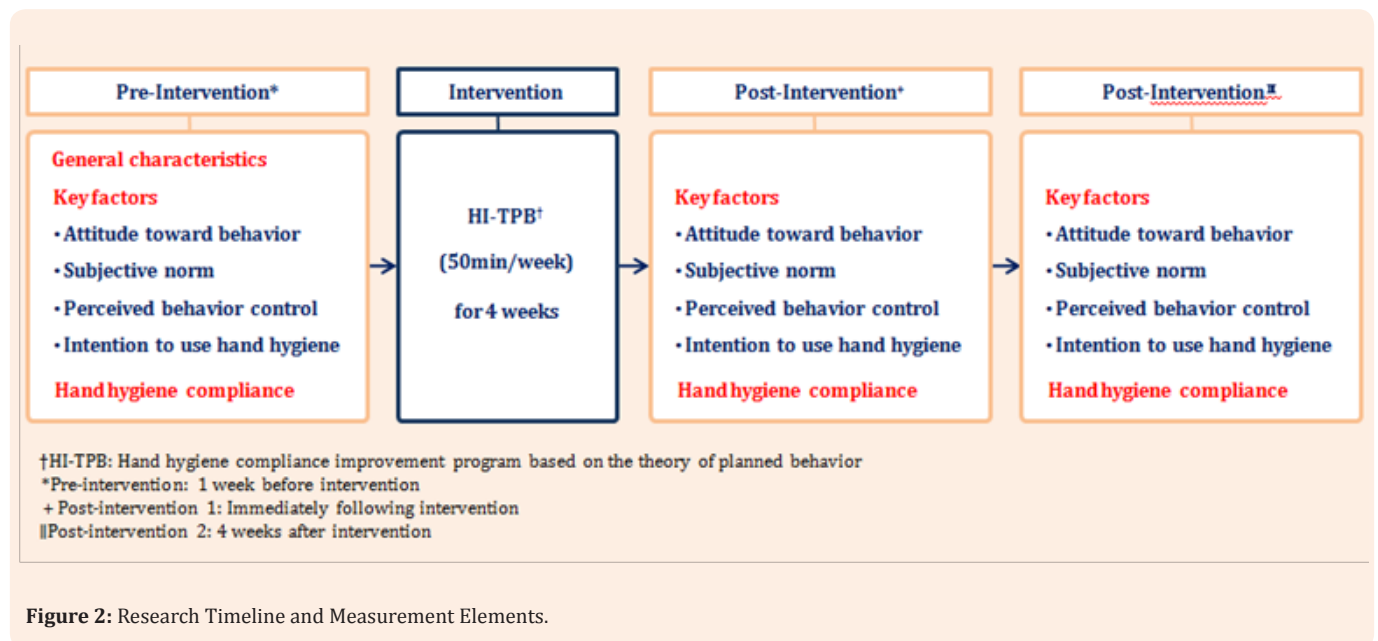 Pre-Intervention*
General characteristics
Key factors
• Attitude toward behavior
• Subjective norm
• Perceived behavior control
• Intention to use hand hygiene
Hand hygiene compliance
Intervention
HI-TPB†
(50min/week)
for 4 weeks
Post-Intervention+
Key factors
• Attitude toward behavior
• Subjective norm
• Perceived behavior control
• Intention to use hand hygiene
Hand hygiene compliance
Post-Intervention
Key factors
• Attitude toward behavior
• Subjective norm
• Perceived behavior control
• Intention to use hand hygiene
Hand hygiene compliance
†HI-TPB: Hand hygiene compliance improvement program based on the theory of planned behavior
*Pre-intervention: 1 week before intervention
+ Post-intervention 1: Immediately following intervention
‖Post-intervention 2: 4 weeks after intervention
Figure 2: Research Timeline and Measurement Elements.